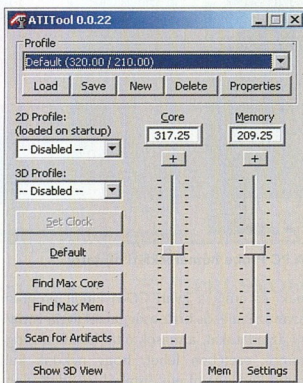 ATITool 0.0.22
Profile
Default (320.00 / 210.00)
Load Save New Delete Properties
2D Profile:
(loaded on startup)
-- Disabled --
3D Profile:
-- Disabled --
Core Memory
317.25 209.25
+ +
Set Clock
Default
Find Max Core
Find Max Mem
Scan for Artifacts
- -
Show 3D View
Mem Settings